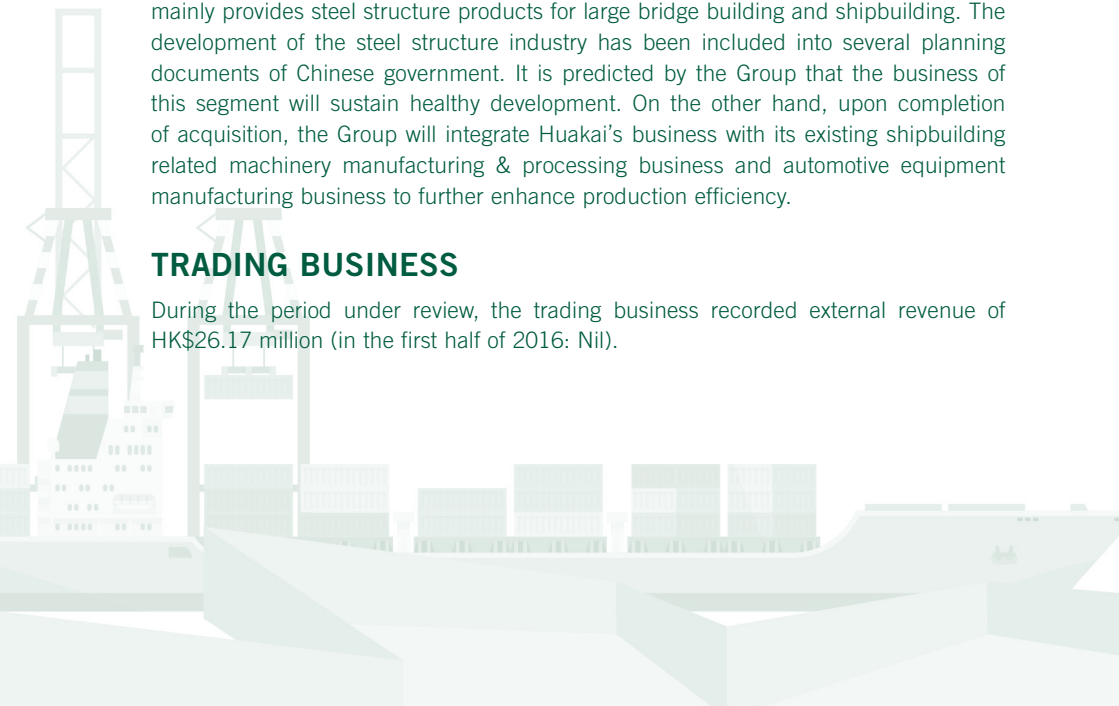 mainly provides steel structure products for large bridge building and shipbuilding. The
development of the steel structure industry has been included into several planning
documents of Chinese government. It is predicted by the Group that the business of
this segment will sustain healthy development. On the other hand, upon completion
of acquisition, the Group will integrate Huakai’s business with its existing shipbuilding
related machinery manufacturing & processing business and automotive equipment
manufacturing business to further enhance production efficiency.
TRADING BUSINESS
During the period under review, the trading business recorded external revenue of
HK$26.17 million (in the first half of 2016: Nil).